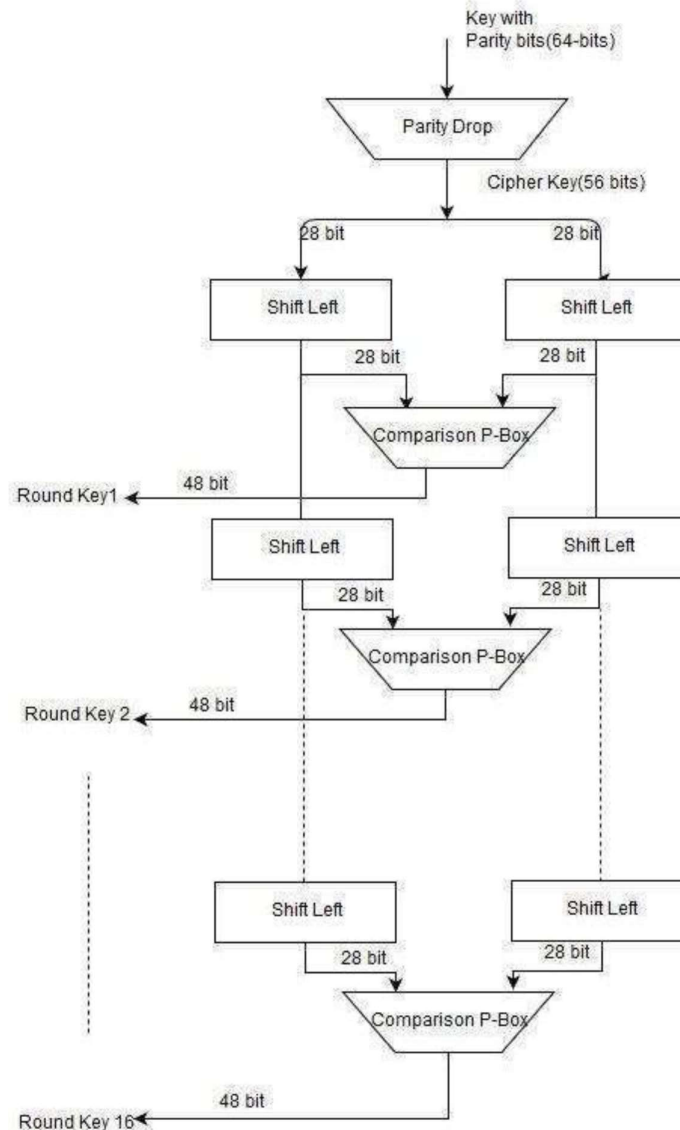 Key with
Parity bits(64-bits)
Parity Drop
Cipher Key(56 bits)
28 bit
28 bit
Shift Left
Shift Left
28 bit
28 bit
Comparison P-Box
48 bit
Round Key1
Shift Left
Shift Left
28 bit
28 bit
Comparison P-Box
48 bit
Round Key 2
Shift Left
Shift Left
28 bit
28 bit
Comparison P-Box
48 bit
Round Key 16